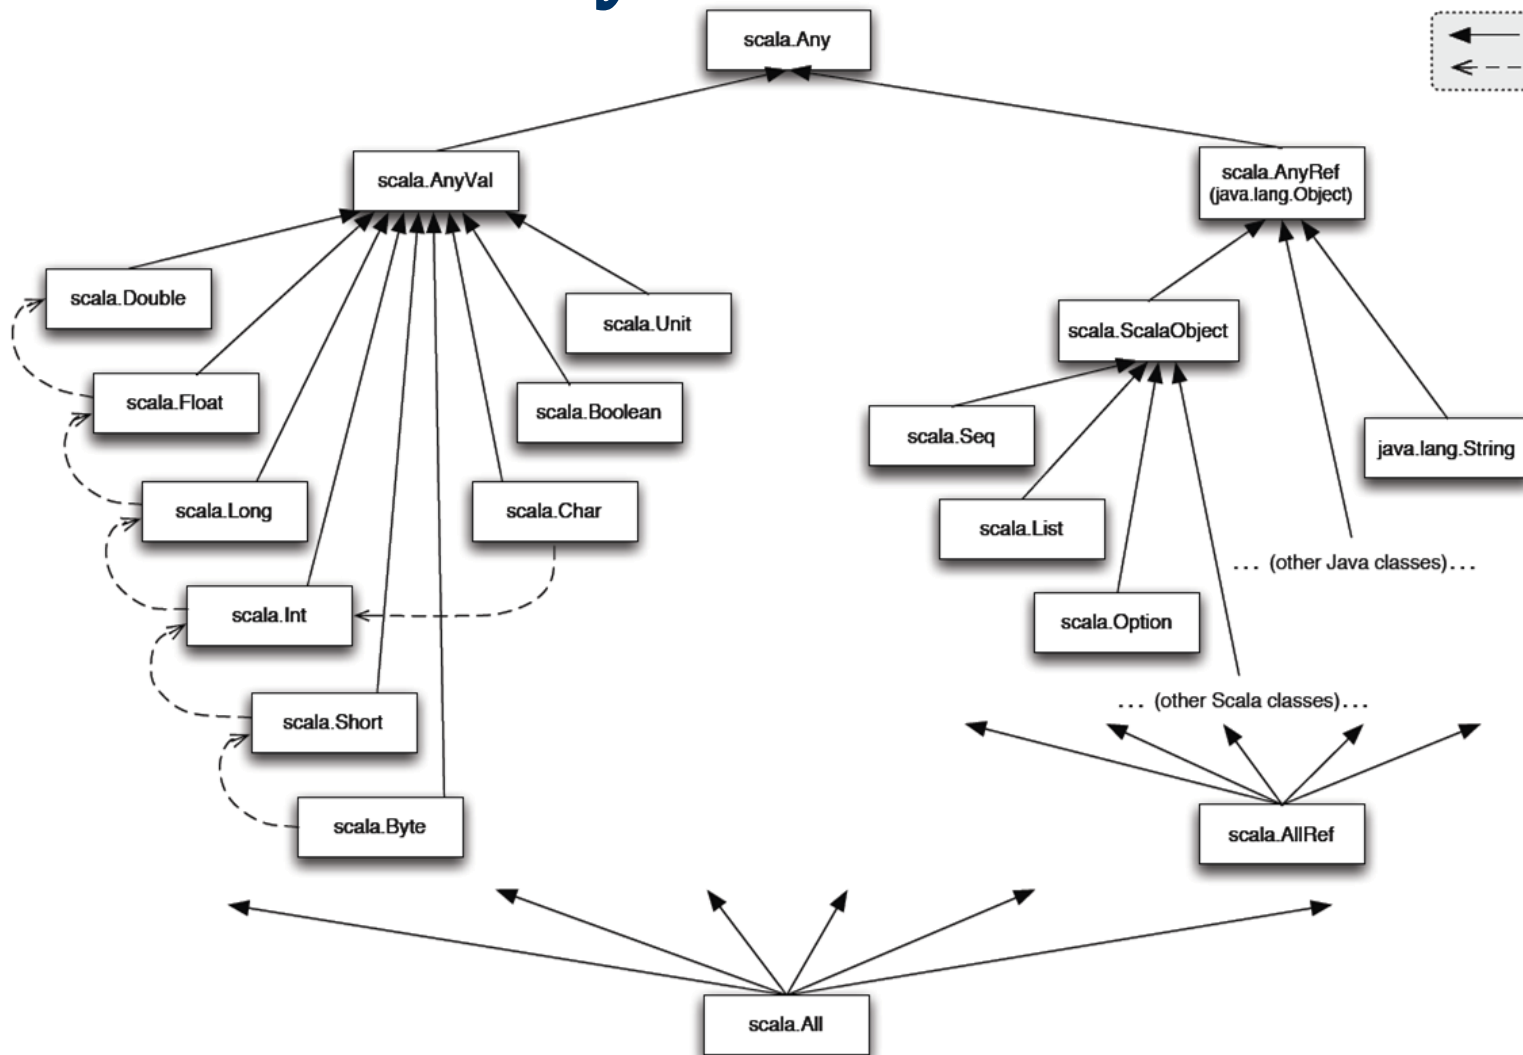 scala.Any
scala.AnyVal
scala.AnyRef
(java.lang.Object)
scala.Double
scala.Unit
scala.ScalaObject
scala.Float
scala.Boolean
scala.Seq
java.lang.String
scala.Long
scala.Char
scala.List
... (other Java classes)...
scala.Int
scala.Option
scala.Short
... (other Scala classes)...
scala.Byte
scala.AllRef
scala.All